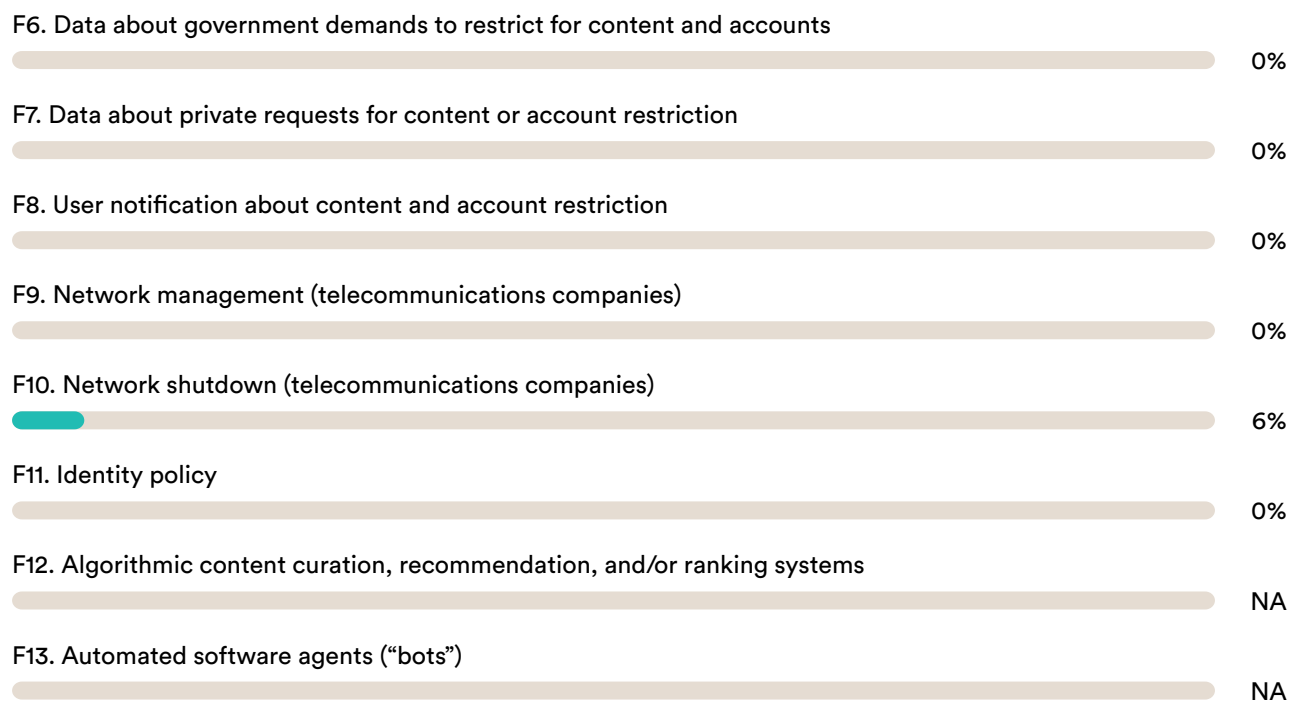 F6. Data about government demands to restrict for content and accounts
0%
F7. Data about private requests for content or account restriction
0%
F8. User notification about content and account restriction
0%
F9. Network management (telecommunications companies)
0%
F10. Network shutdown (telecommunications companies)
6%
F11. Identity policy
0%
F12. Algorithmic content curation, recommendation, and/or ranking systems
NA
F13. Automated software agents (“bots”)
NA